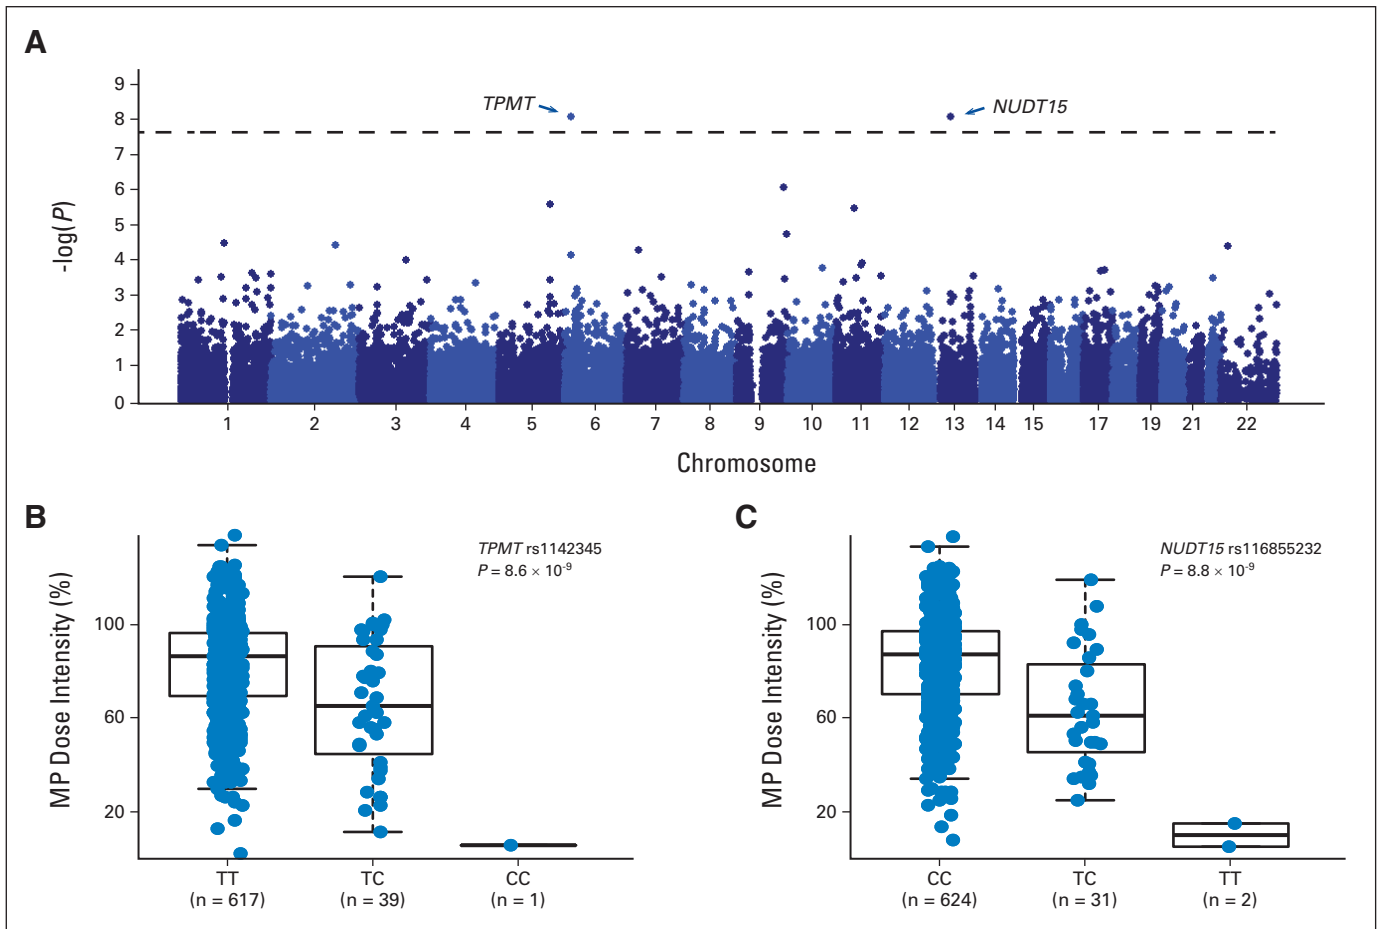 A
9
8
7
6
5
4
3
2
1
0
-log(P)
TPMT
NUDT15
1 2 3 4 5 6 7 8 9 10 11 12 13 14 15 17 19 21 22
Chromosome
B
MP Dose Intensity (%)
100
60
20
TPMT rs1142345
P = 8.6 × 10-9
TT TC CC
(n = 617) (n = 39) (n = 1)
C
MP Dose Intensity (%)
100
60
20
NUDT15 rs116855232
P = 8.8 × 10-9
CC TC TT
(n = 624) (n = 31) (n = 2)